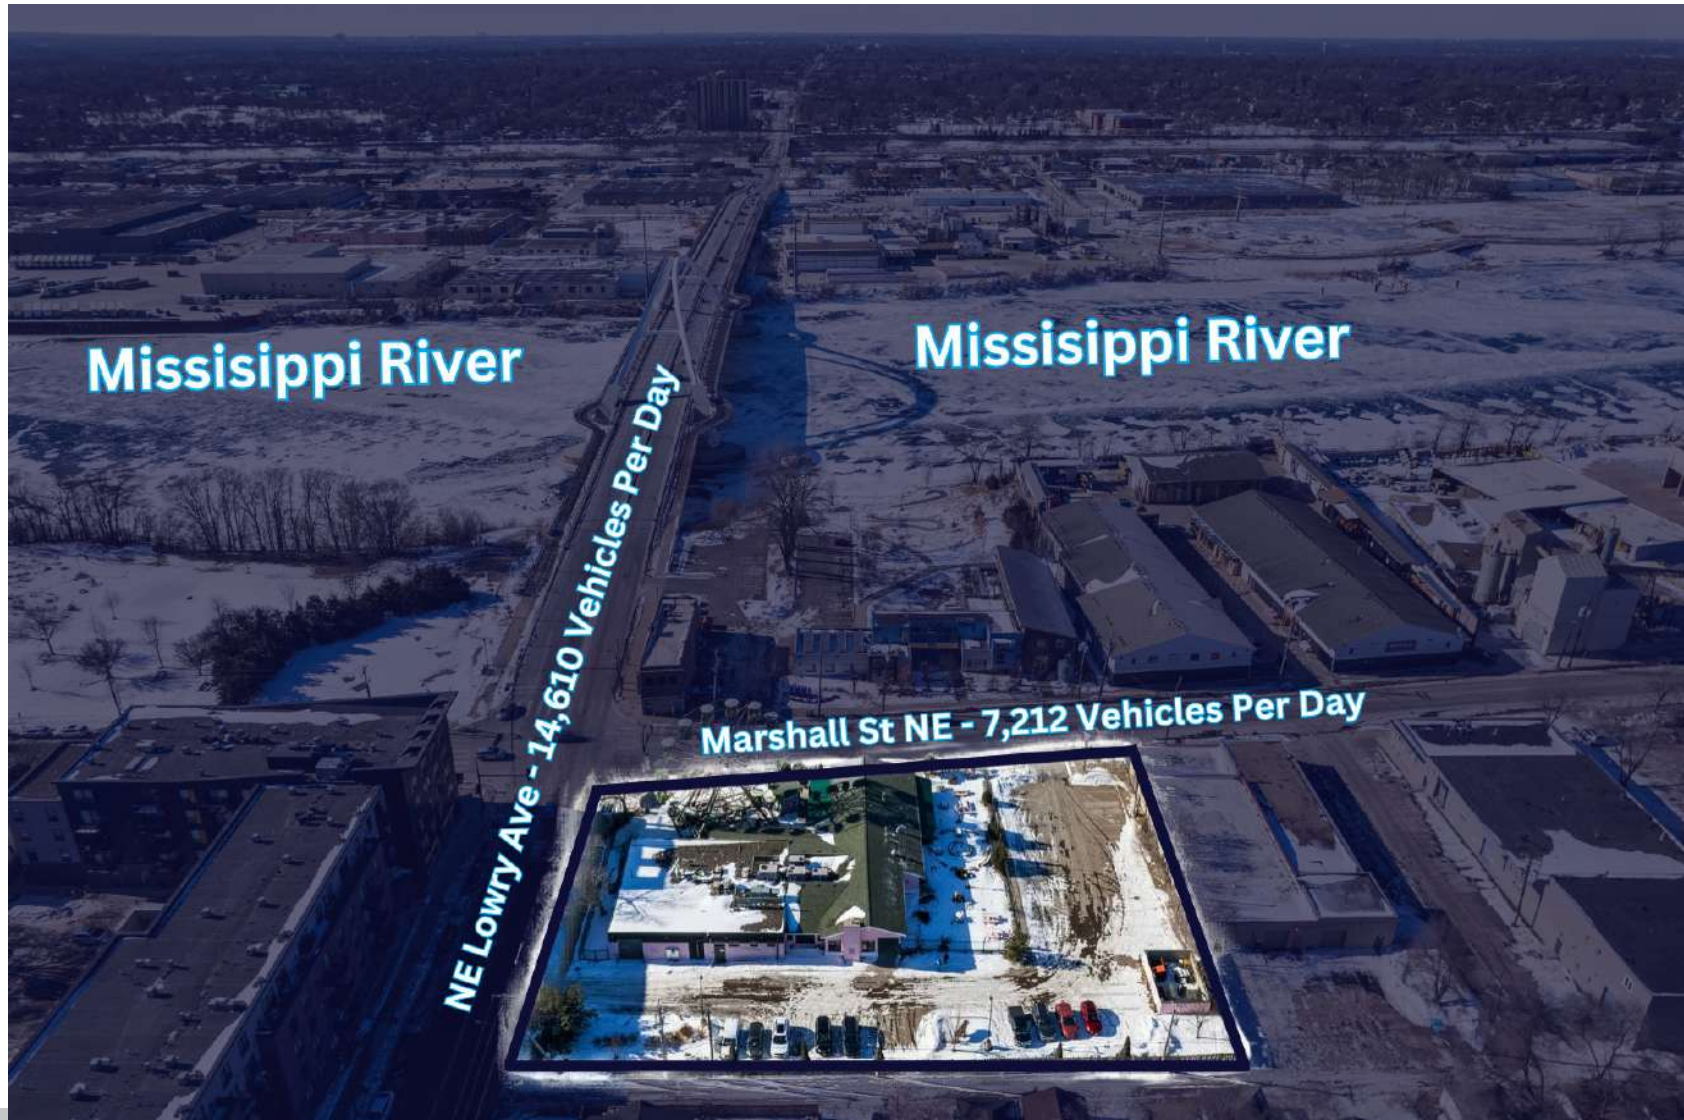 Missisippi River
Missisippi River
NE Lowry Ave - 14,610 Vehicles Per Day
Marshall St NE - 7,212 Vehicles Per Day